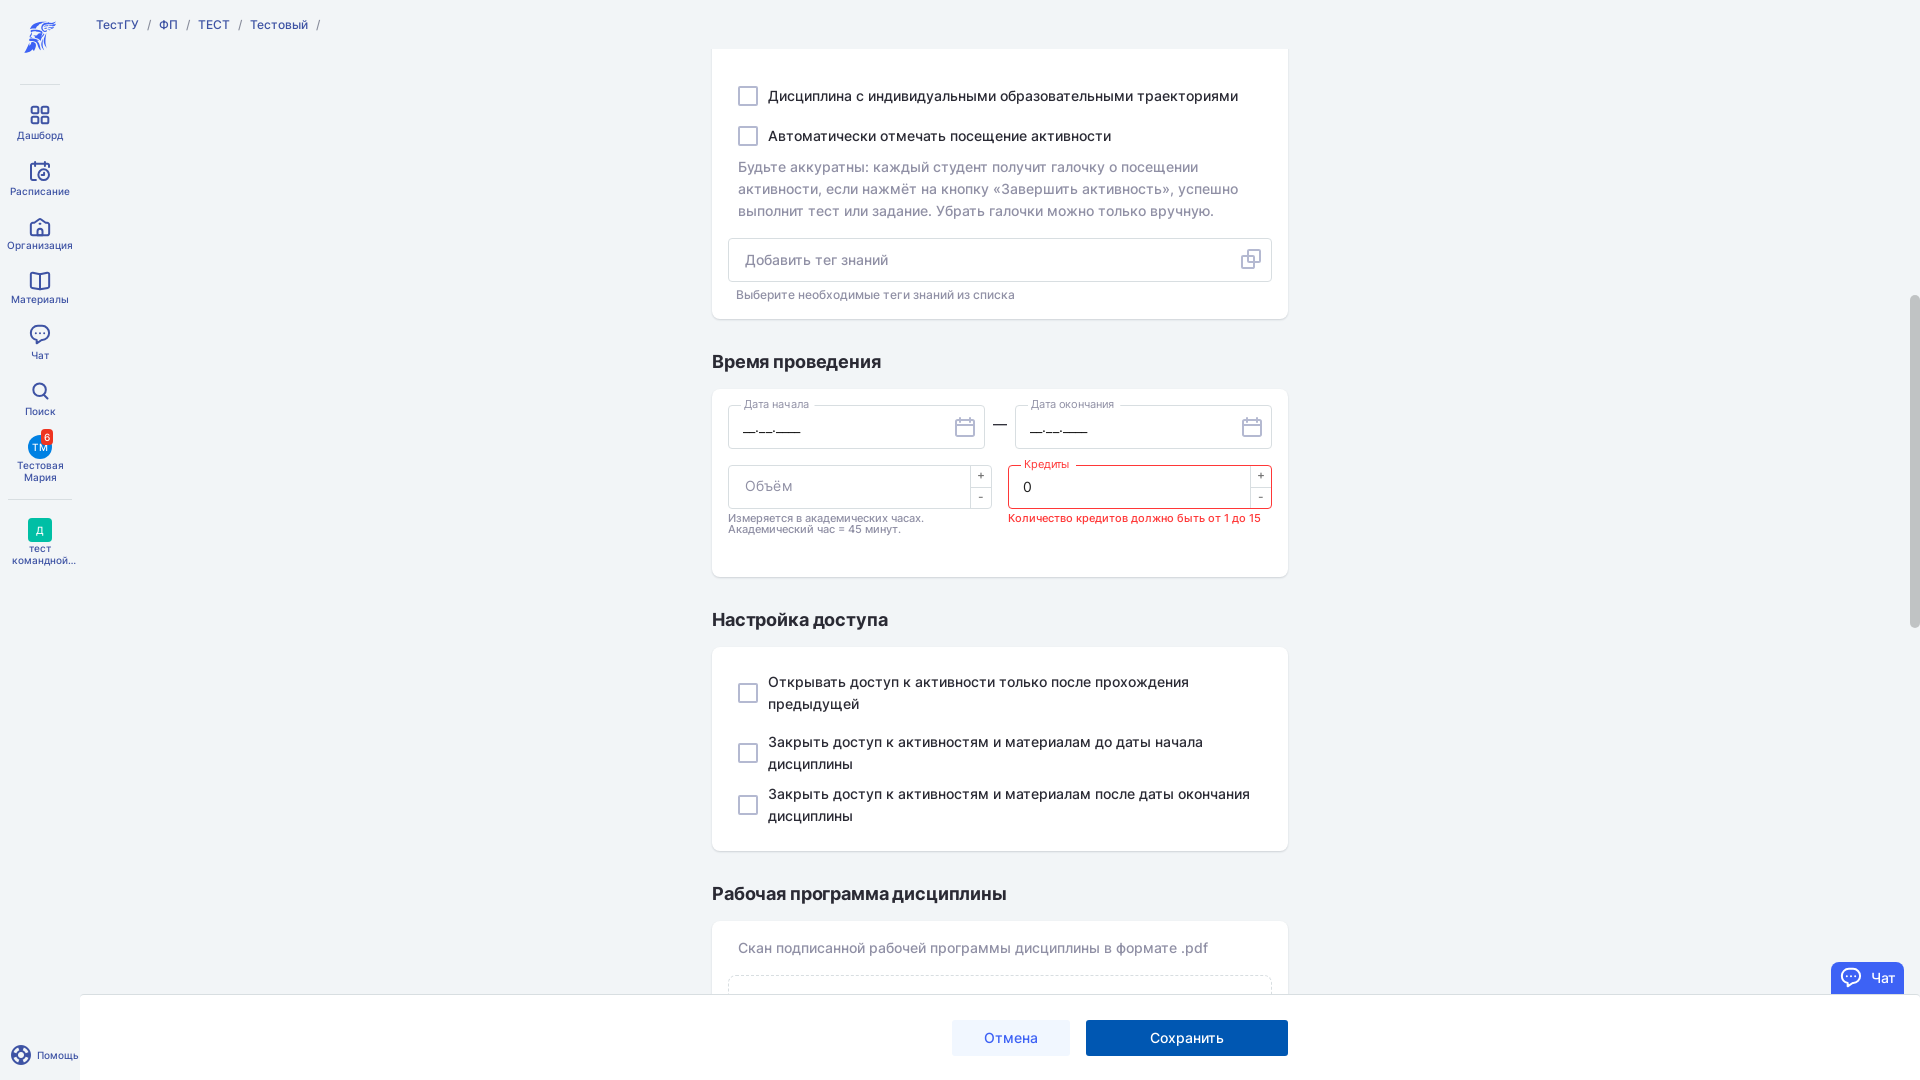 ТестГУ / ФП / ТЕСТ / Тестовый /
Дашборд
Расписание
Организация
Материалы
Чат
Поиск
6
ТМ
Тестовая
Мария
Д
тест
командной...
Помощь
Дисциплина с индивидуальными образовательными траекториями
Автоматически отмечать посещение активности
Будьте аккуратны: каждый студент получит галочку о посещении
активности, если нажмёт на кнопку «Завершить активность», успешно
выполнит тест или задание. Убрать галочки можно только вручную.
Добавить тег знаний
Выберите необходимые теги знаний из списка
Время проведения
Дата начала
__.__.____
—
Дата окончания
__.__.____
Объём
+
-
Кредиты
0
+
-
Измеряется в академических часах.
Академический час = 45 минут.
Количество кредитов должно быть от 1 до 15
Настройка доступа
Открывать доступ к активности только после прохождения
предыдущей
Закрыть доступ к активностям и материалам до даты начала
дисциплины
Закрыть доступ к активностям и материалам после даты окончания
дисциплины
Рабочая программа дисциплины
Скан подписанной рабочей программы дисциплины в формате .pdf
Чат
Отмена
Сохранить